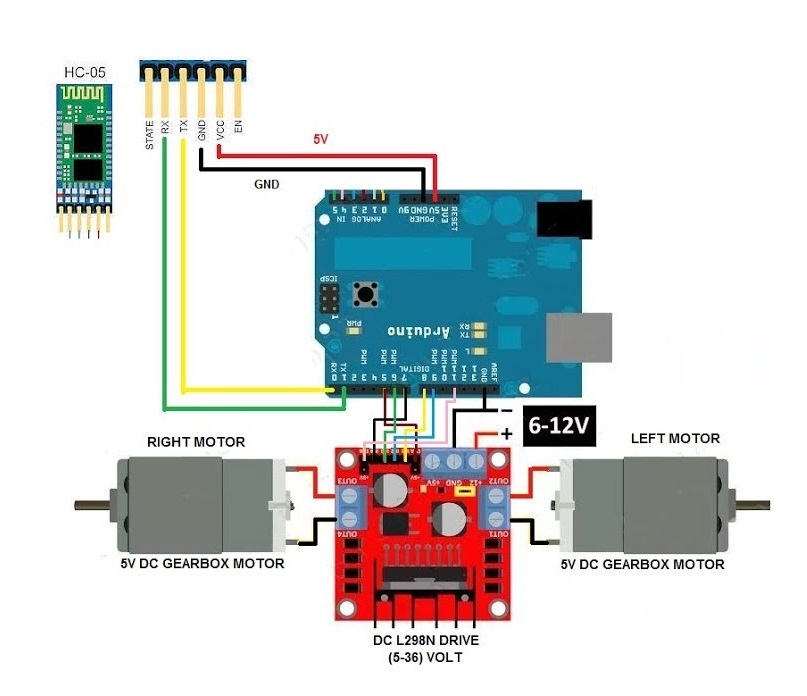 HC-05
STATE
RX
TX
GND
VCC
EN
5V
GND
5 4 3 2 1 0
ANALOG IN
9V GND 5V 3V3 RESET
POWER
ICSP
1
PWR
Arduino
RX
TX
L
PWM PWM PWM PWM PWM
DIGITAL
RX TX
0 1 2 3 4 5 6 7 8 9 10 11 12 13 GND AREF
6-12V
-
+
RIGHT MOTOR
LEFT MOTOR
+5V GND +12
OUT3
OUT4
OUT2
OUT1
5V DC GEARBOX MOTOR
5V DC GEARBOX MOTOR
DC L298N DRIVE
(5-36) VOLT